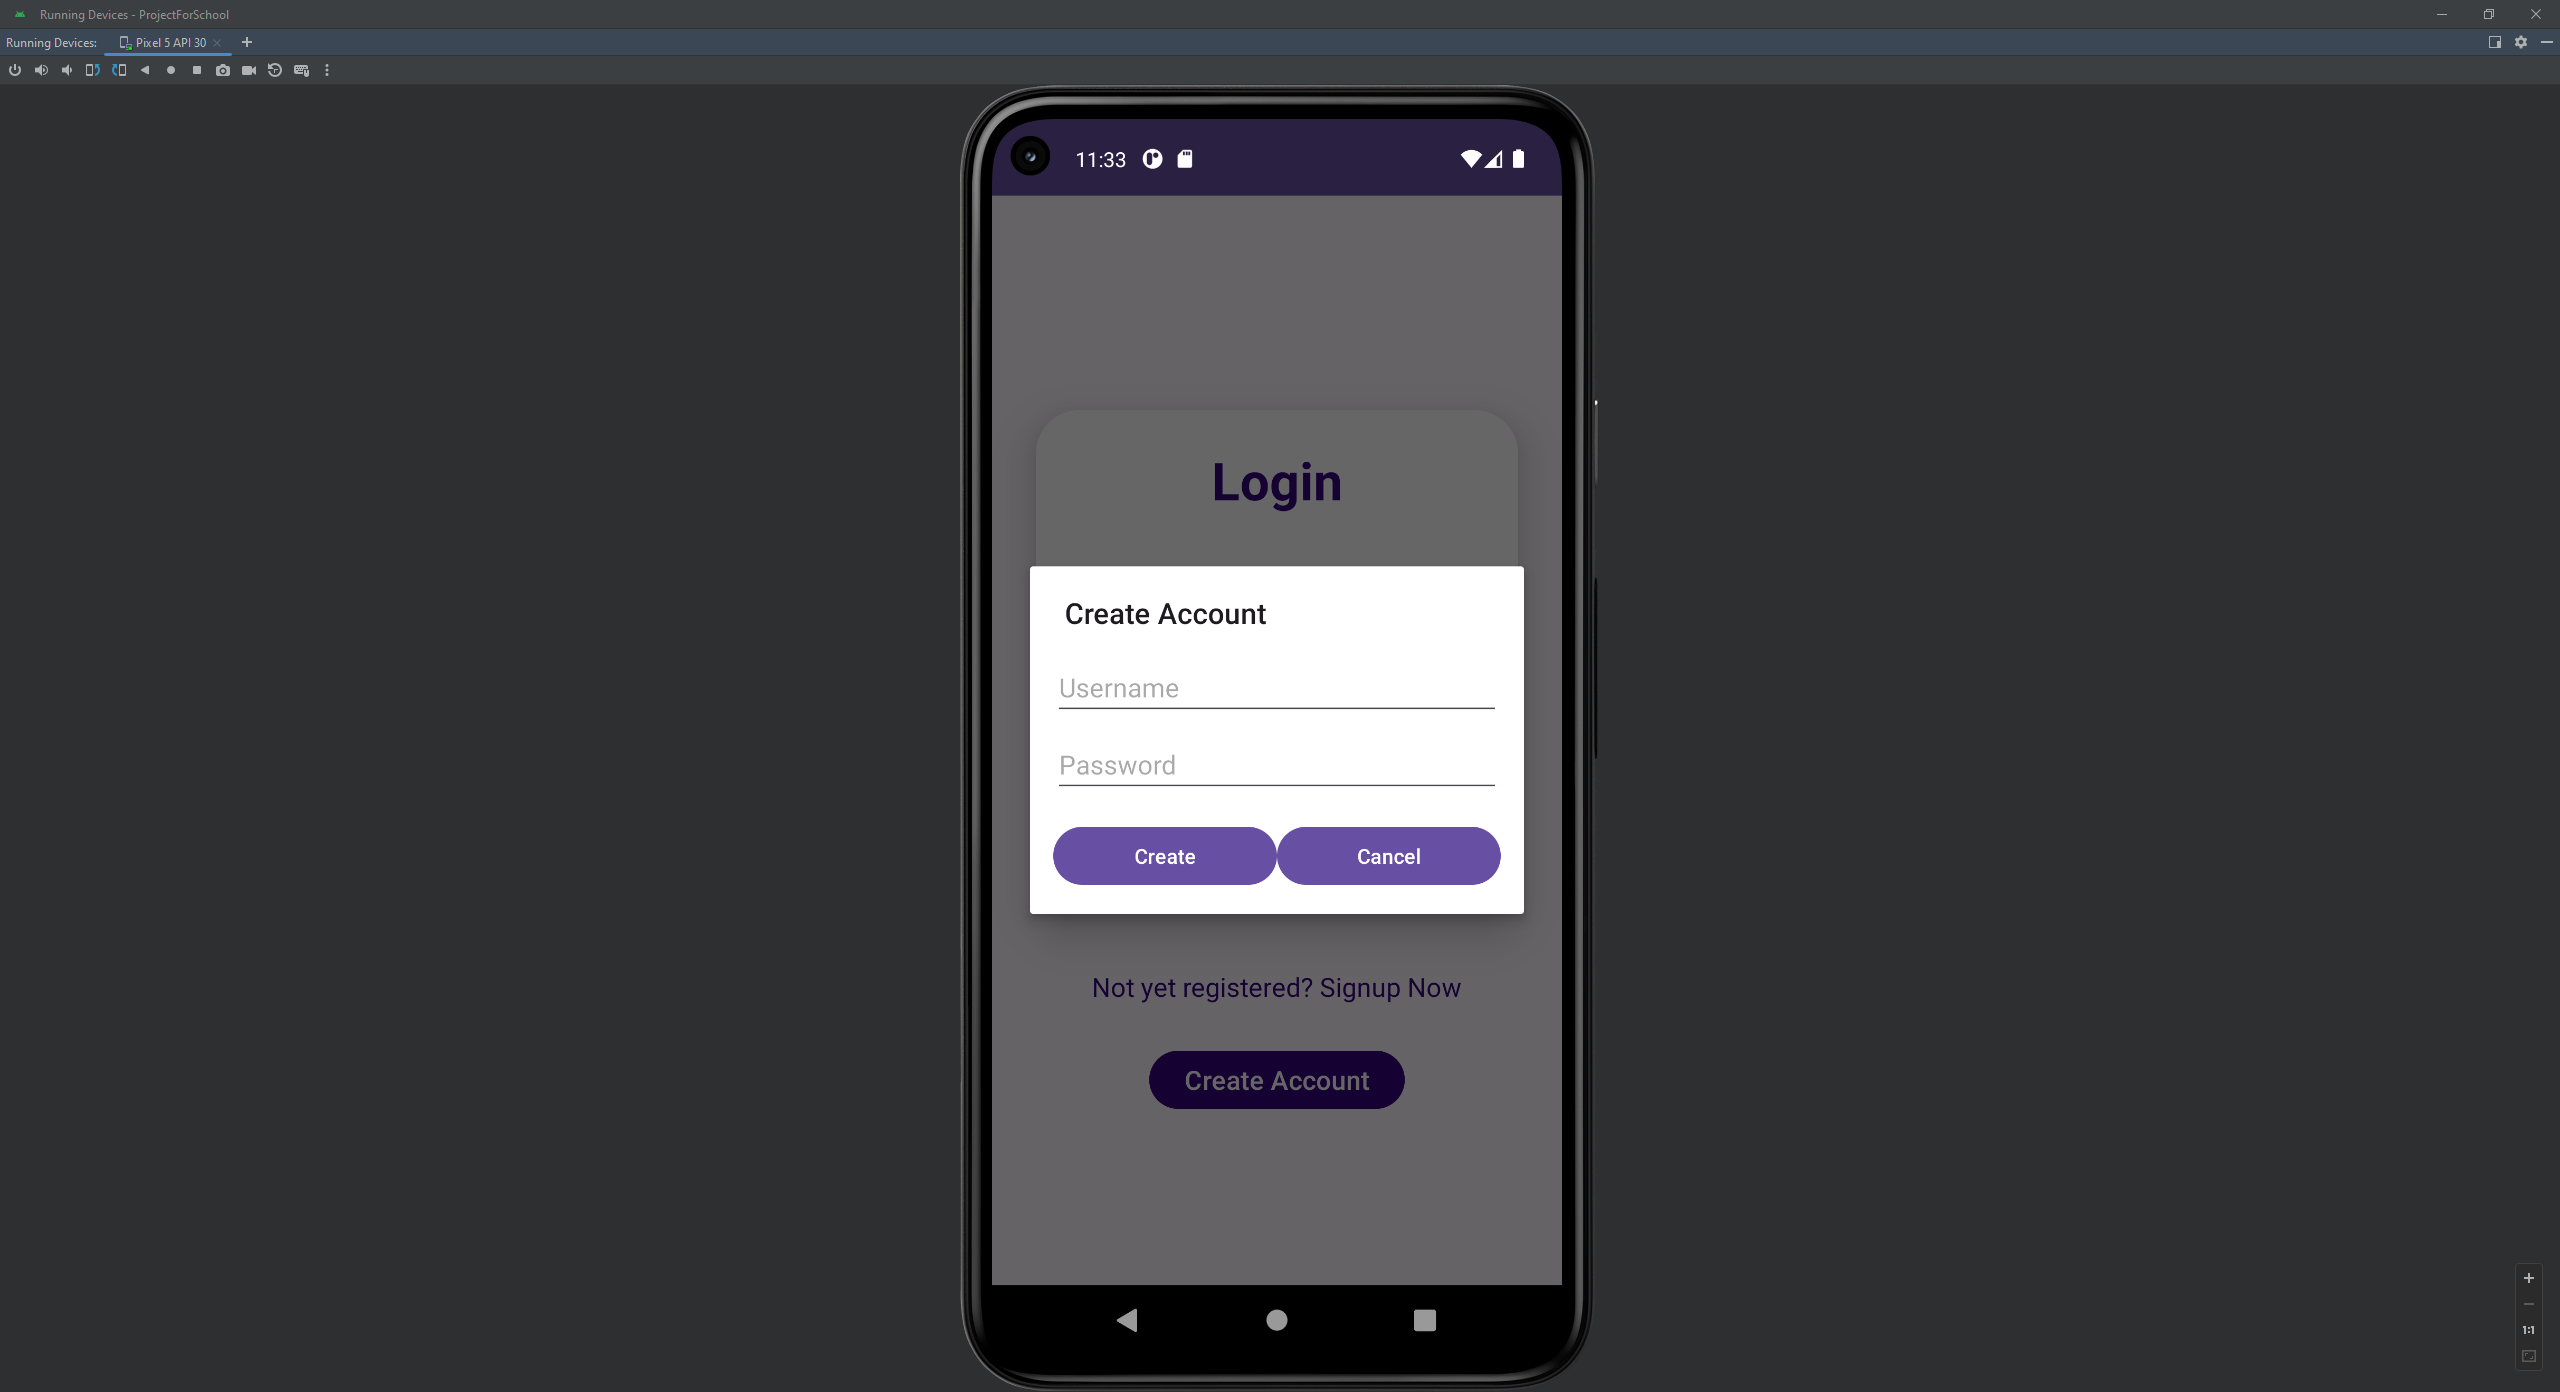 Running Devices - ProjectForSchool
Running Devices: Pixel 5 API 30
11:33
Login
Create Account
Username
Password
Create Cancel
Not yet registered? Signup Now
Create Account
1:1